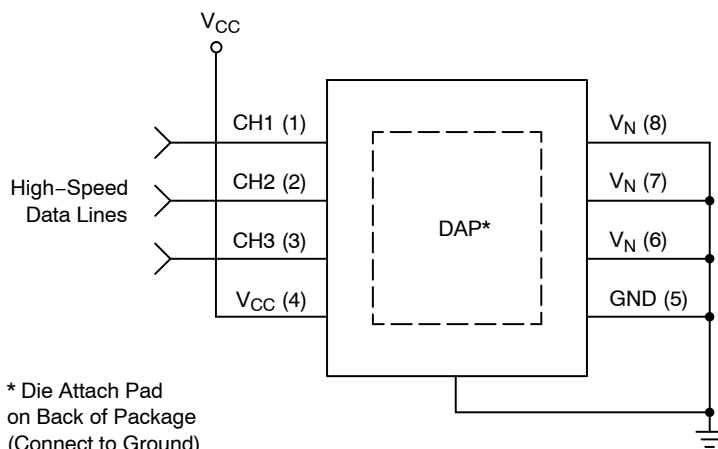 VCC
CH1 (1)
VN (8)
High−Speed
Data Lines
CH2 (2)
VN (7)
DAP*
CH3 (3)
VN (6)
VCC (4)
GND (5)
* Die Attach Pad
on Back of Package
(Connect to Ground)